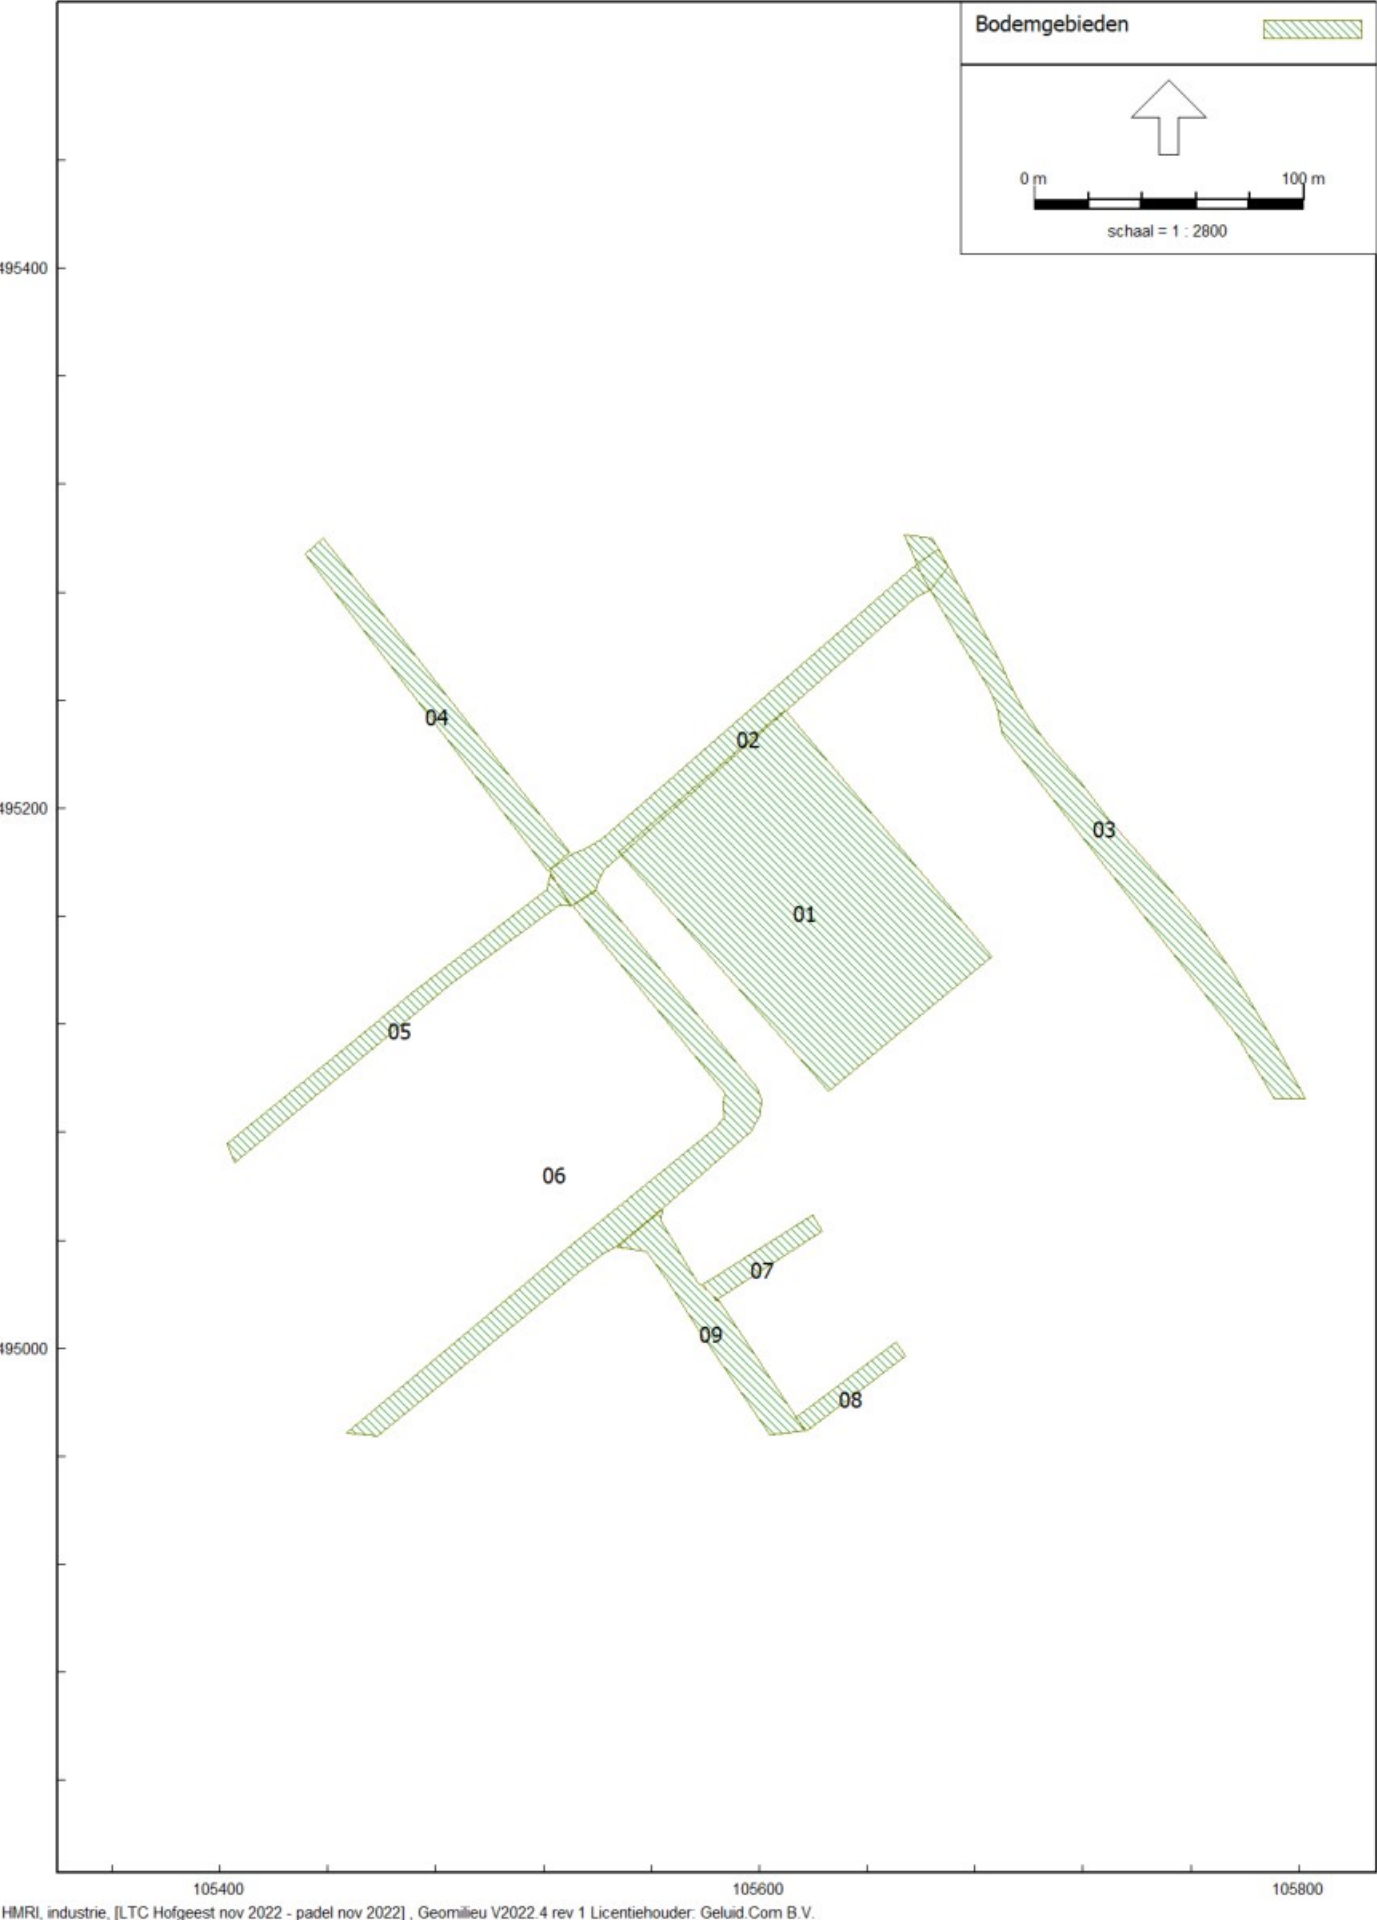 Bodemgebieden
0 m 100 m
schaal = 1 : 2800
495400
04
02
495200
03
01
05
06
07
495000
09
08
105400 105600 105800
HMRI, industrie, [LTC Hofgeest nov 2022 - padel nov 2022] , Geomilieu V2022.4 rev 1 Licentiehouder: Geluid.Com B.V.